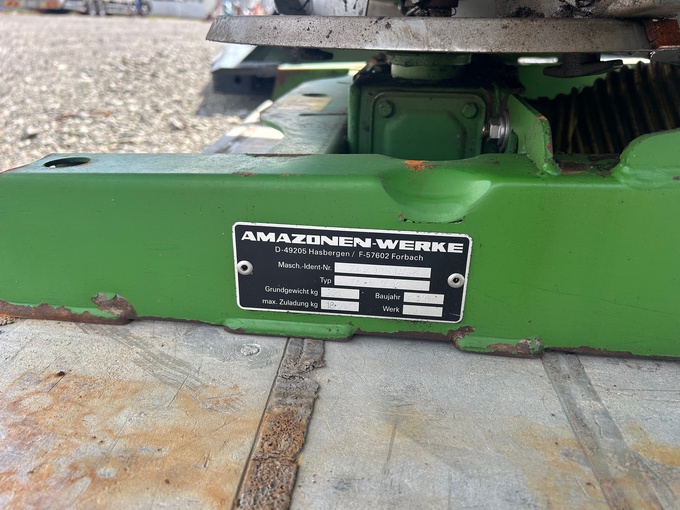 AMAZONEN-WERKE
D-49205 Hasbergen / F-57602 Forbach
Masch.-Ident-Nr.
Typ
Grundgewicht kg Baujahr
max. Zuladung kg Werk